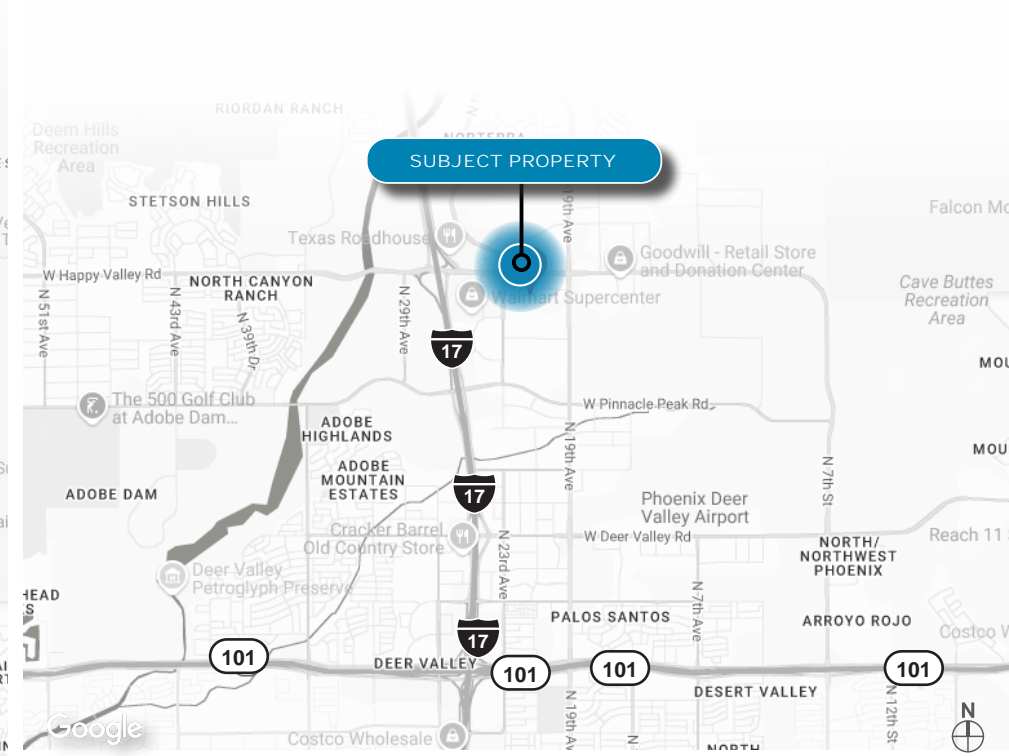 RIORDAN RANCH
Deem Hills
Recreation
Area
NORTERRA
SUBJECT PROPERTY
STETSON HILLS
N 19th Ave
Falcon
Texas Roadhouse
Goodwill - Retail Store
and Donation Center
W Happy Valley Rd
NORTH CANYON
RANCH
Walmart Supercenter
Cave Buttes
Recreation
Area
N 51st Ave
N 43rd Ave
N 39th Dr
N 29th Ave
17
The 500 Golf Club
at Adobe Dam...
W Pinnacle Peak Rd
ADOBE
HIGHLANDS
N 19th Ave
ADOBE
MOUNTAIN
ESTATES
N 7th St
ADOBE DAM
17
Phoenix Deer
Valley Airport
Cracker Barrel
Old Country Store
N 23rd Ave
W Deer Valley Rd
NORTH/
NORTHWEST
PHOENIX
Reach 11
Deer Valley
Petroglyph Preserve
N 7th Ave
PALOS SANTOS
ARROYO ROJO
Costco
17
101
DEER VALLEY
101
101
101
DESERT VALLEY
N 19th Av
N 12th St
N
Google
Costco Wholesale
NORTH